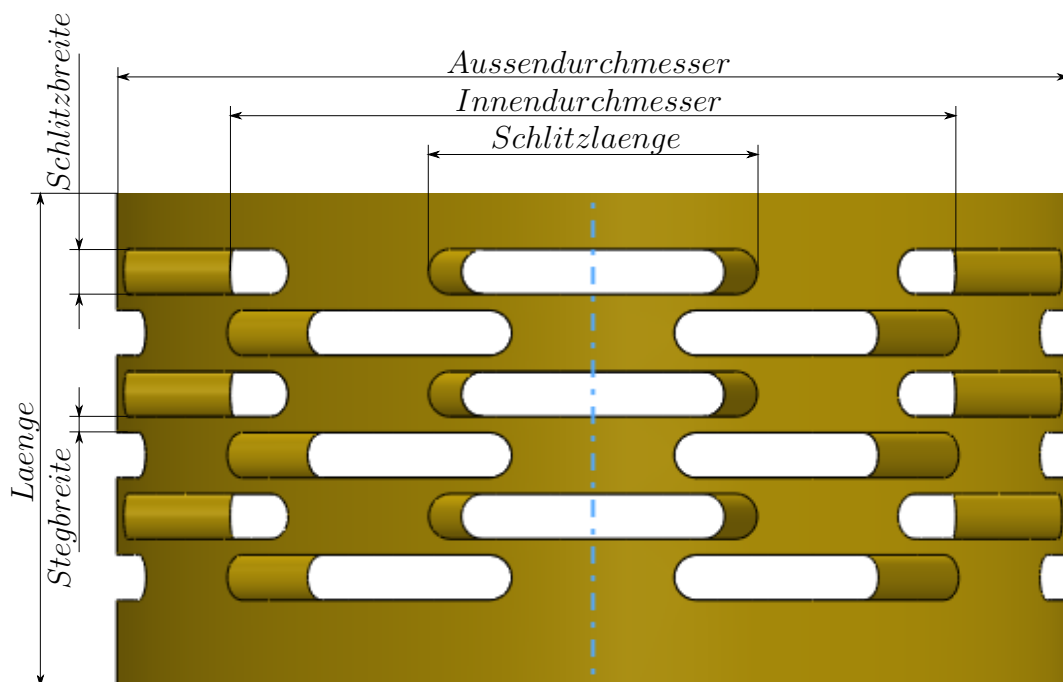 Aussendurchmesser
Innendurchmesser
Schlitzlaenge
Schlitzbreite
Laenge
Stegbreite